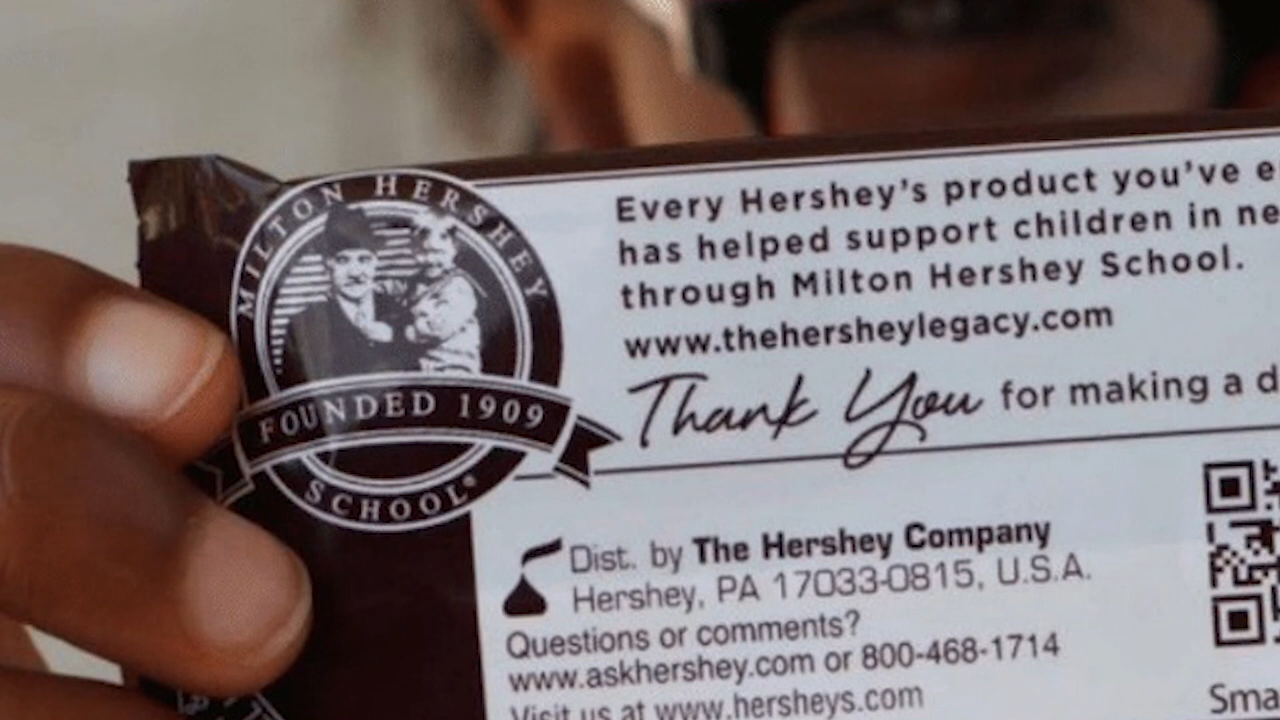 MILTON HERSHEY
FOUNDED 1909
SCHOOL®
Every Hershey's product you've
has helped support children in
through Milton Hershey School.
www.thehersheylegacy.com
Thank You for making a
Dist. by The Hershey Company
Hershey, PA 17033-0815, U.S.A.
Questions or comments?
www.askhershey.com or 800-468-1714
Visit us at www.hersheys.com